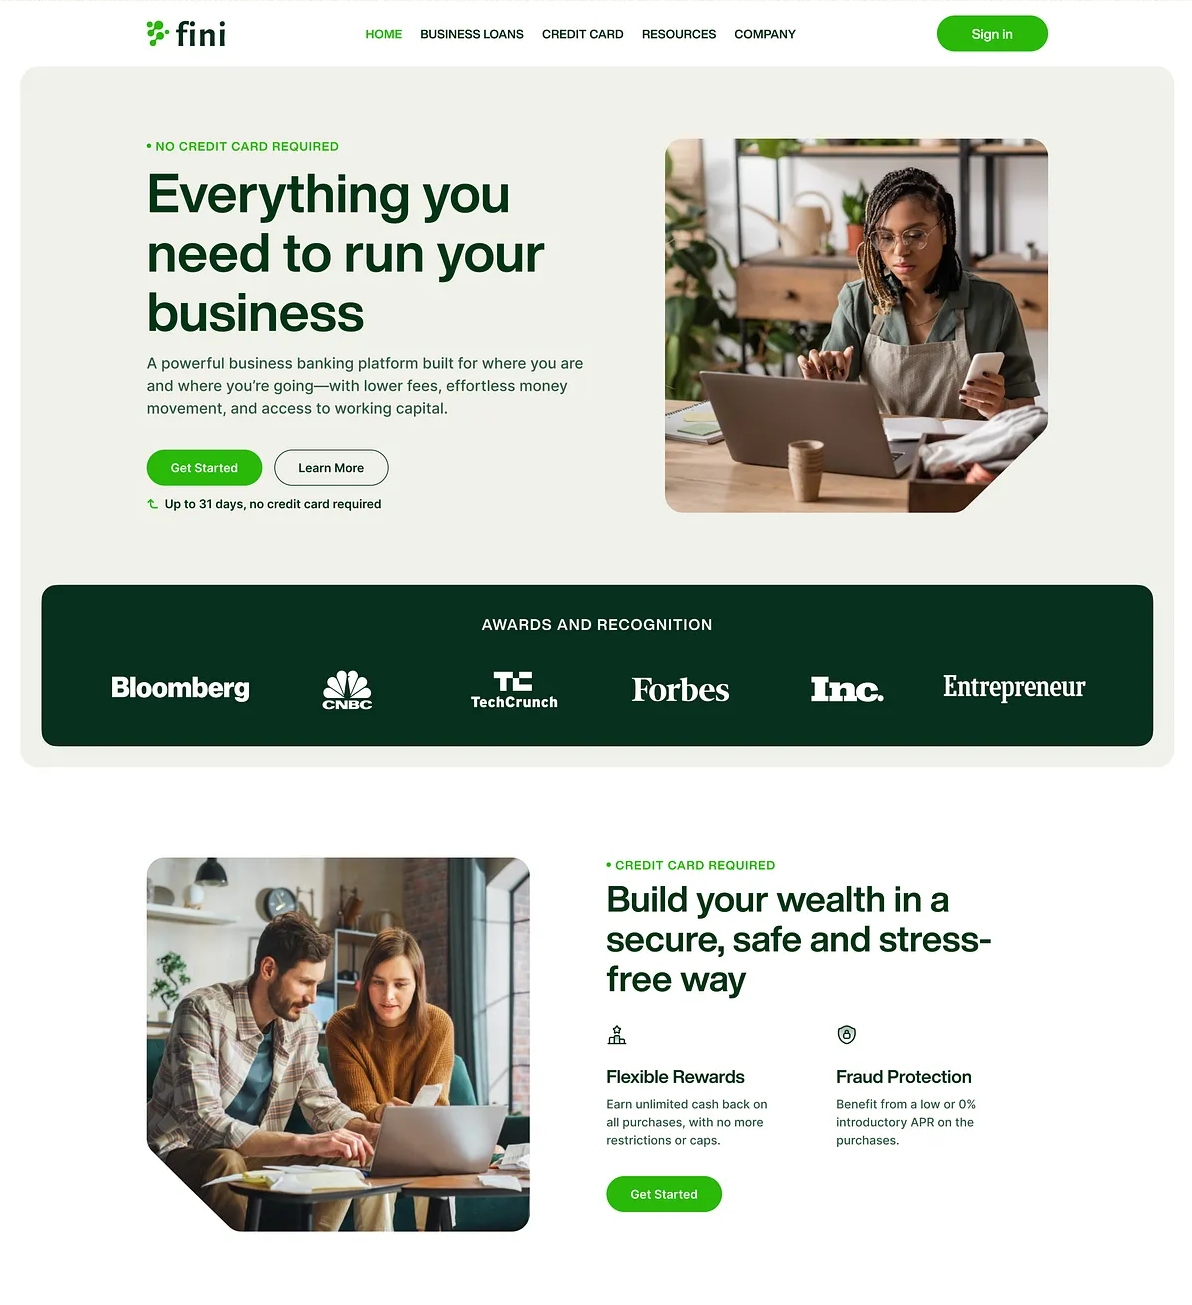 fini
HOME BUSINESS LOANS CREDIT CARD RESOURCES COMPANY
Sign in
• NO CREDIT CARD REQUIRED
Everything you
need to run your
business
A powerful business banking platform built for where you are
and where you're going—with lower fees, effortless money
movement, and access to working capital.
Get Started
Learn More
Up to 31 days, no credit card required
AWARDS AND RECOGNITION
Bloomberg
CNBC
TC
TechCrunch
Forbes
Inc.
Entrepreneur
• CREDIT CARD REQUIRED
Build your wealth in a
secure, safe and stress-
free way
Flexible Rewards
Earn unlimited cash back on
all purchases, with no more
restrictions or caps.
Fraud Protection
Benefit from a low or 0%
introductory APR on the
purchases.
Get Started